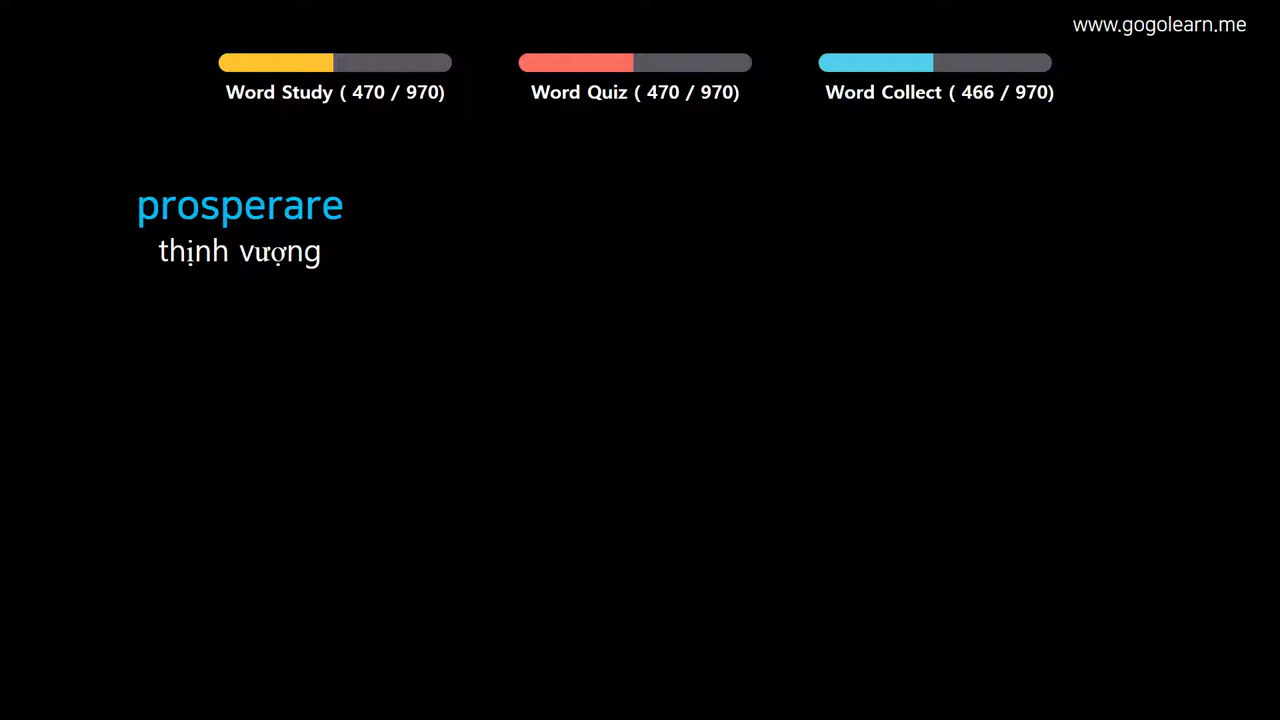 www.gogolearn.me
Word Study ( 470 / 970)
Word Quiz ( 470 / 970)
Word Collect ( 466 / 970)
prosperare
thịnh vượng